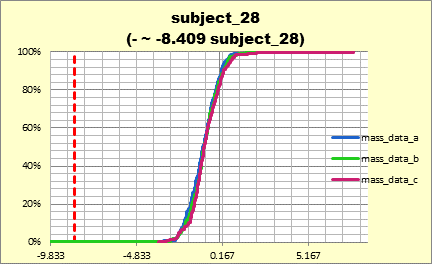 subject_28
(- ~ -8.409 subject_28)
100%
80%
60%
40%
20%
0%
-9.833
-4.833
0.167
5.167
mass_data_a
mass_data_b
mass_data_c